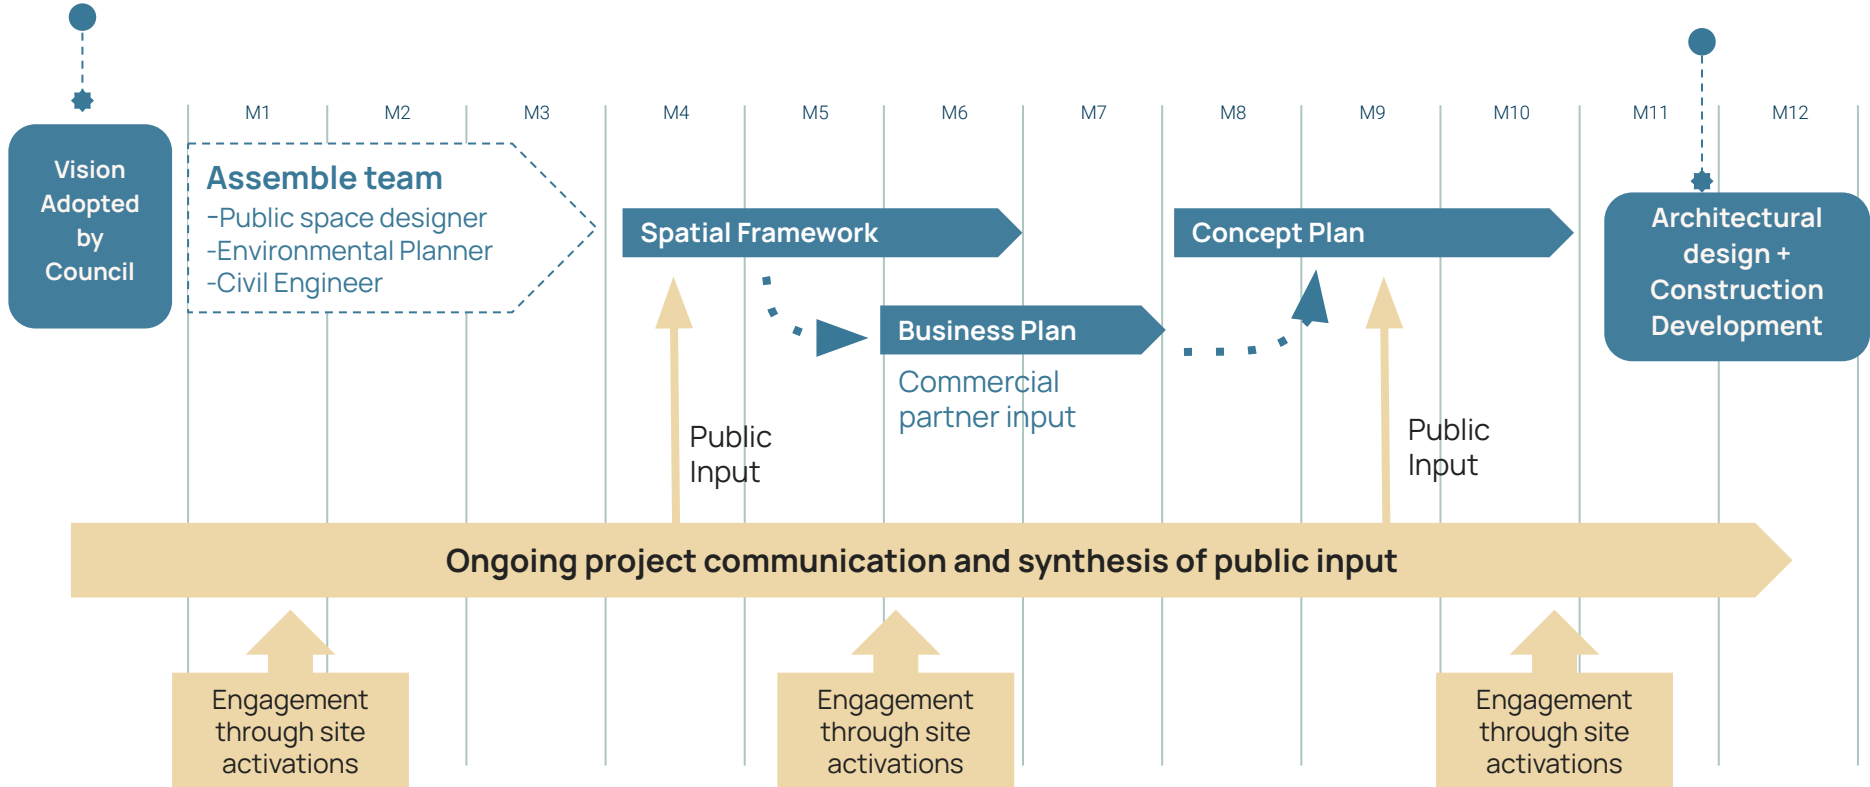 M1 M2 M3 M4 M5 M6 M7 M8 M9 M10 M11 M12
Vision
Adopted
by
Council
Assemble team
-Public space designer
-Environmental Planner
-Civil Engineer
Spatial Framework
Business Plan
Commercial
partner input
Concept Plan
Architectural
design +
Construction
Development
Public
Input
Public
Input
Ongoing project communication and synthesis of public input
Engagement
through site
activations
Engagement
through site
activations
Engagement
through site
activations